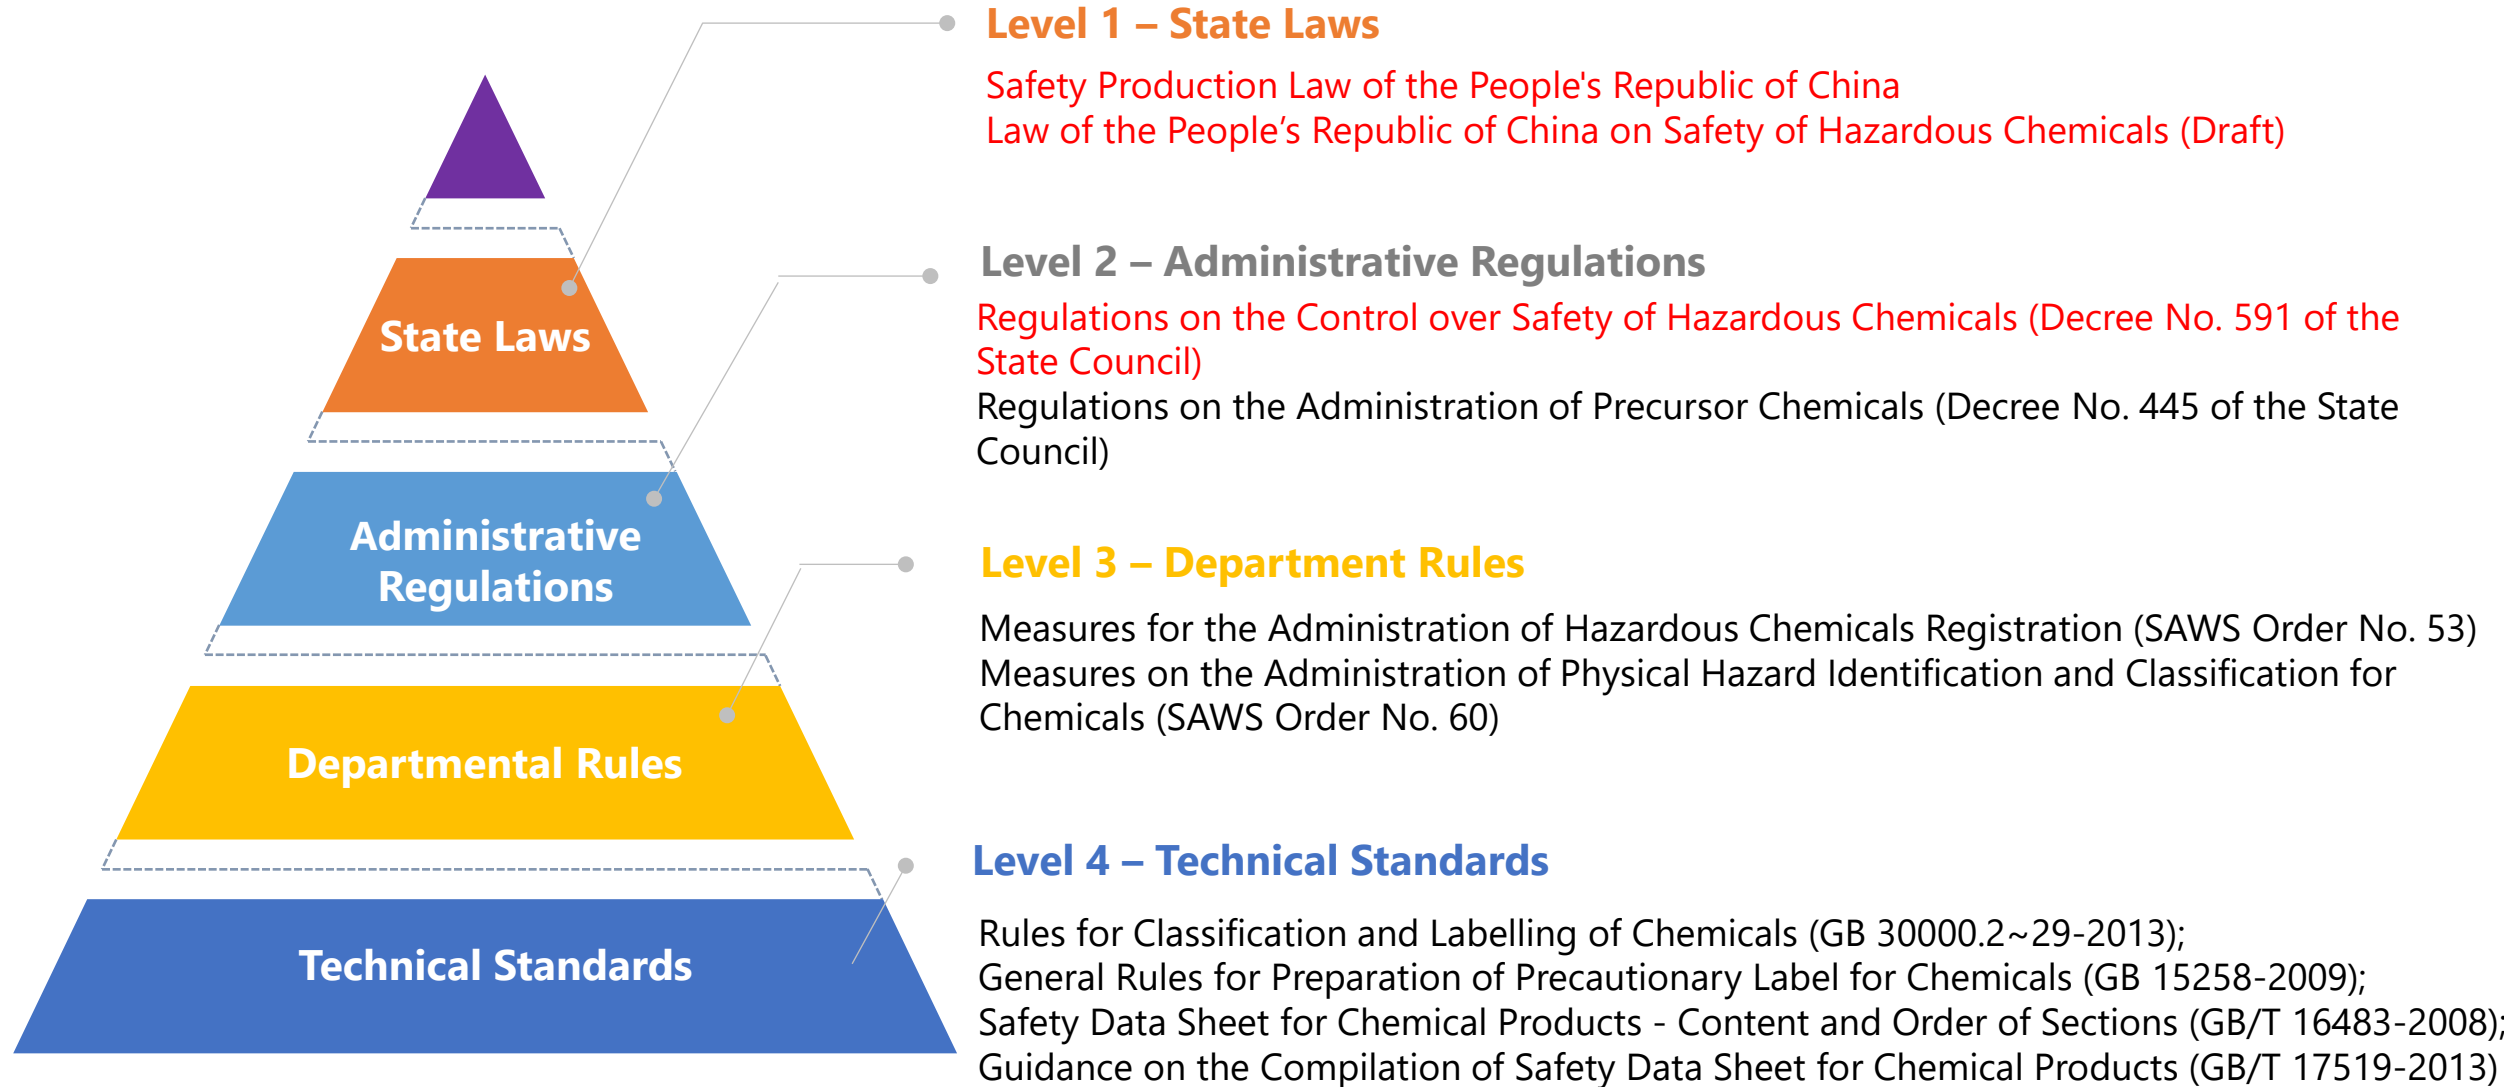 Level 1 – State Laws
Safety Production Law of the People's Republic of China
Law of the People’s Republic of China on Safety of Hazardous Chemicals (Draft)
Level 2 – Administrative Regulations
Regulations on the Control over Safety of Hazardous Chemicals (Decree No. 591 of the
State Council)
Regulations on the Administration of Precursor Chemicals (Decree No. 445 of the State
Council)
Level 3 – Department Rules
Measures for the Administration of Hazardous Chemicals Registration (SAWS Order No. 53)
Measures on the Administration of Physical Hazard Identification and Classification for
Chemicals (SAWS Order No. 60)
Level 4 – Technical Standards
Rules for Classification and Labelling of Chemicals (GB 30000.2~29-2013);
General Rules for Preparation of Precautionary Label for Chemicals (GB 15258-2009);
Safety Data Sheet for Chemical Products - Content and Order of Sections (GB/T 16483-2008);
Guidance on the Compilation of Safety Data Sheet for Chemical Products (GB/T 17519-2013)
State Laws
Administrative
Regulations
Departmental Rules
Technical Standards